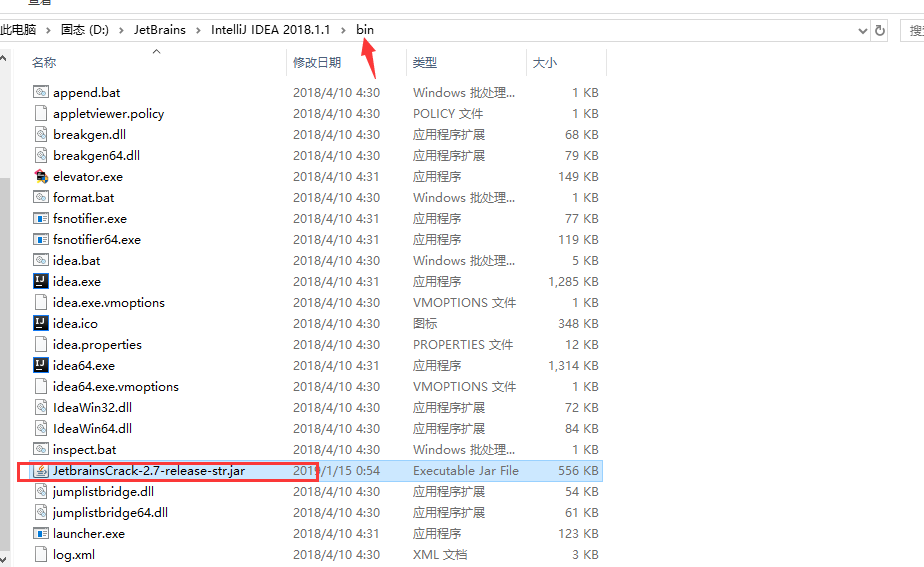 查看
此电脑 › 固态 (D:) › JetBrains › IntelliJ IDEA 2018.1.1 › bin
名称 修改日期 类型 大小
append.bat 2018/4/10 4:30 Windows 批处理... 1 KB
appletviewer.policy 2018/4/10 4:30 POLICY 文件 1 KB
breakgen.dll 2018/4/10 4:30 应用程序扩展 68 KB
breakgen64.dll 2018/4/10 4:30 应用程序扩展 79 KB
elevator.exe 2018/4/10 4:31 应用程序 149 KB
format.bat 2018/4/10 4:30 Windows 批处理... 1 KB
fsnotifier.exe 2018/4/10 4:31 应用程序 77 KB
fsnotifier64.exe 2018/4/10 4:31 应用程序 119 KB
idea.bat 2018/4/10 4:30 Windows 批处理... 5 KB
idea.exe 2018/4/10 4:31 应用程序 1,285 KB
idea.exe.vmoptions 2018/4/10 4:30 VMOPTIONS 文件 1 KB
idea.ico 2018/4/10 4:30 图标 348 KB
idea.properties 2018/4/10 4:30 PROPERTIES 文件 12 KB
idea64.exe 2018/4/10 4:31 应用程序 1,314 KB
idea64.exe.vmoptions 2018/4/10 4:30 VMOPTIONS 文件 1 KB
IdeaWin32.dll 2018/4/10 4:30 应用程序扩展 72 KB
IdeaWin64.dll 2018/4/10 4:30 应用程序扩展 84 KB
inspect.bat 2018/4/10 4:30 Windows 批处理... 1 KB
JetbrainsCrack-2.7-release-str.jar 2019/1/15 0:54 Executable Jar File 556 KB
jumplistbridge.dll 2018/4/10 4:30 应用程序扩展 54 KB
jumplistbridge64.dll 2018/4/10 4:30 应用程序扩展 61 KB
launcher.exe 2018/4/10 4:31 应用程序 123 KB
log.xml 2018/4/10 4:30 XML 文档 3 KB